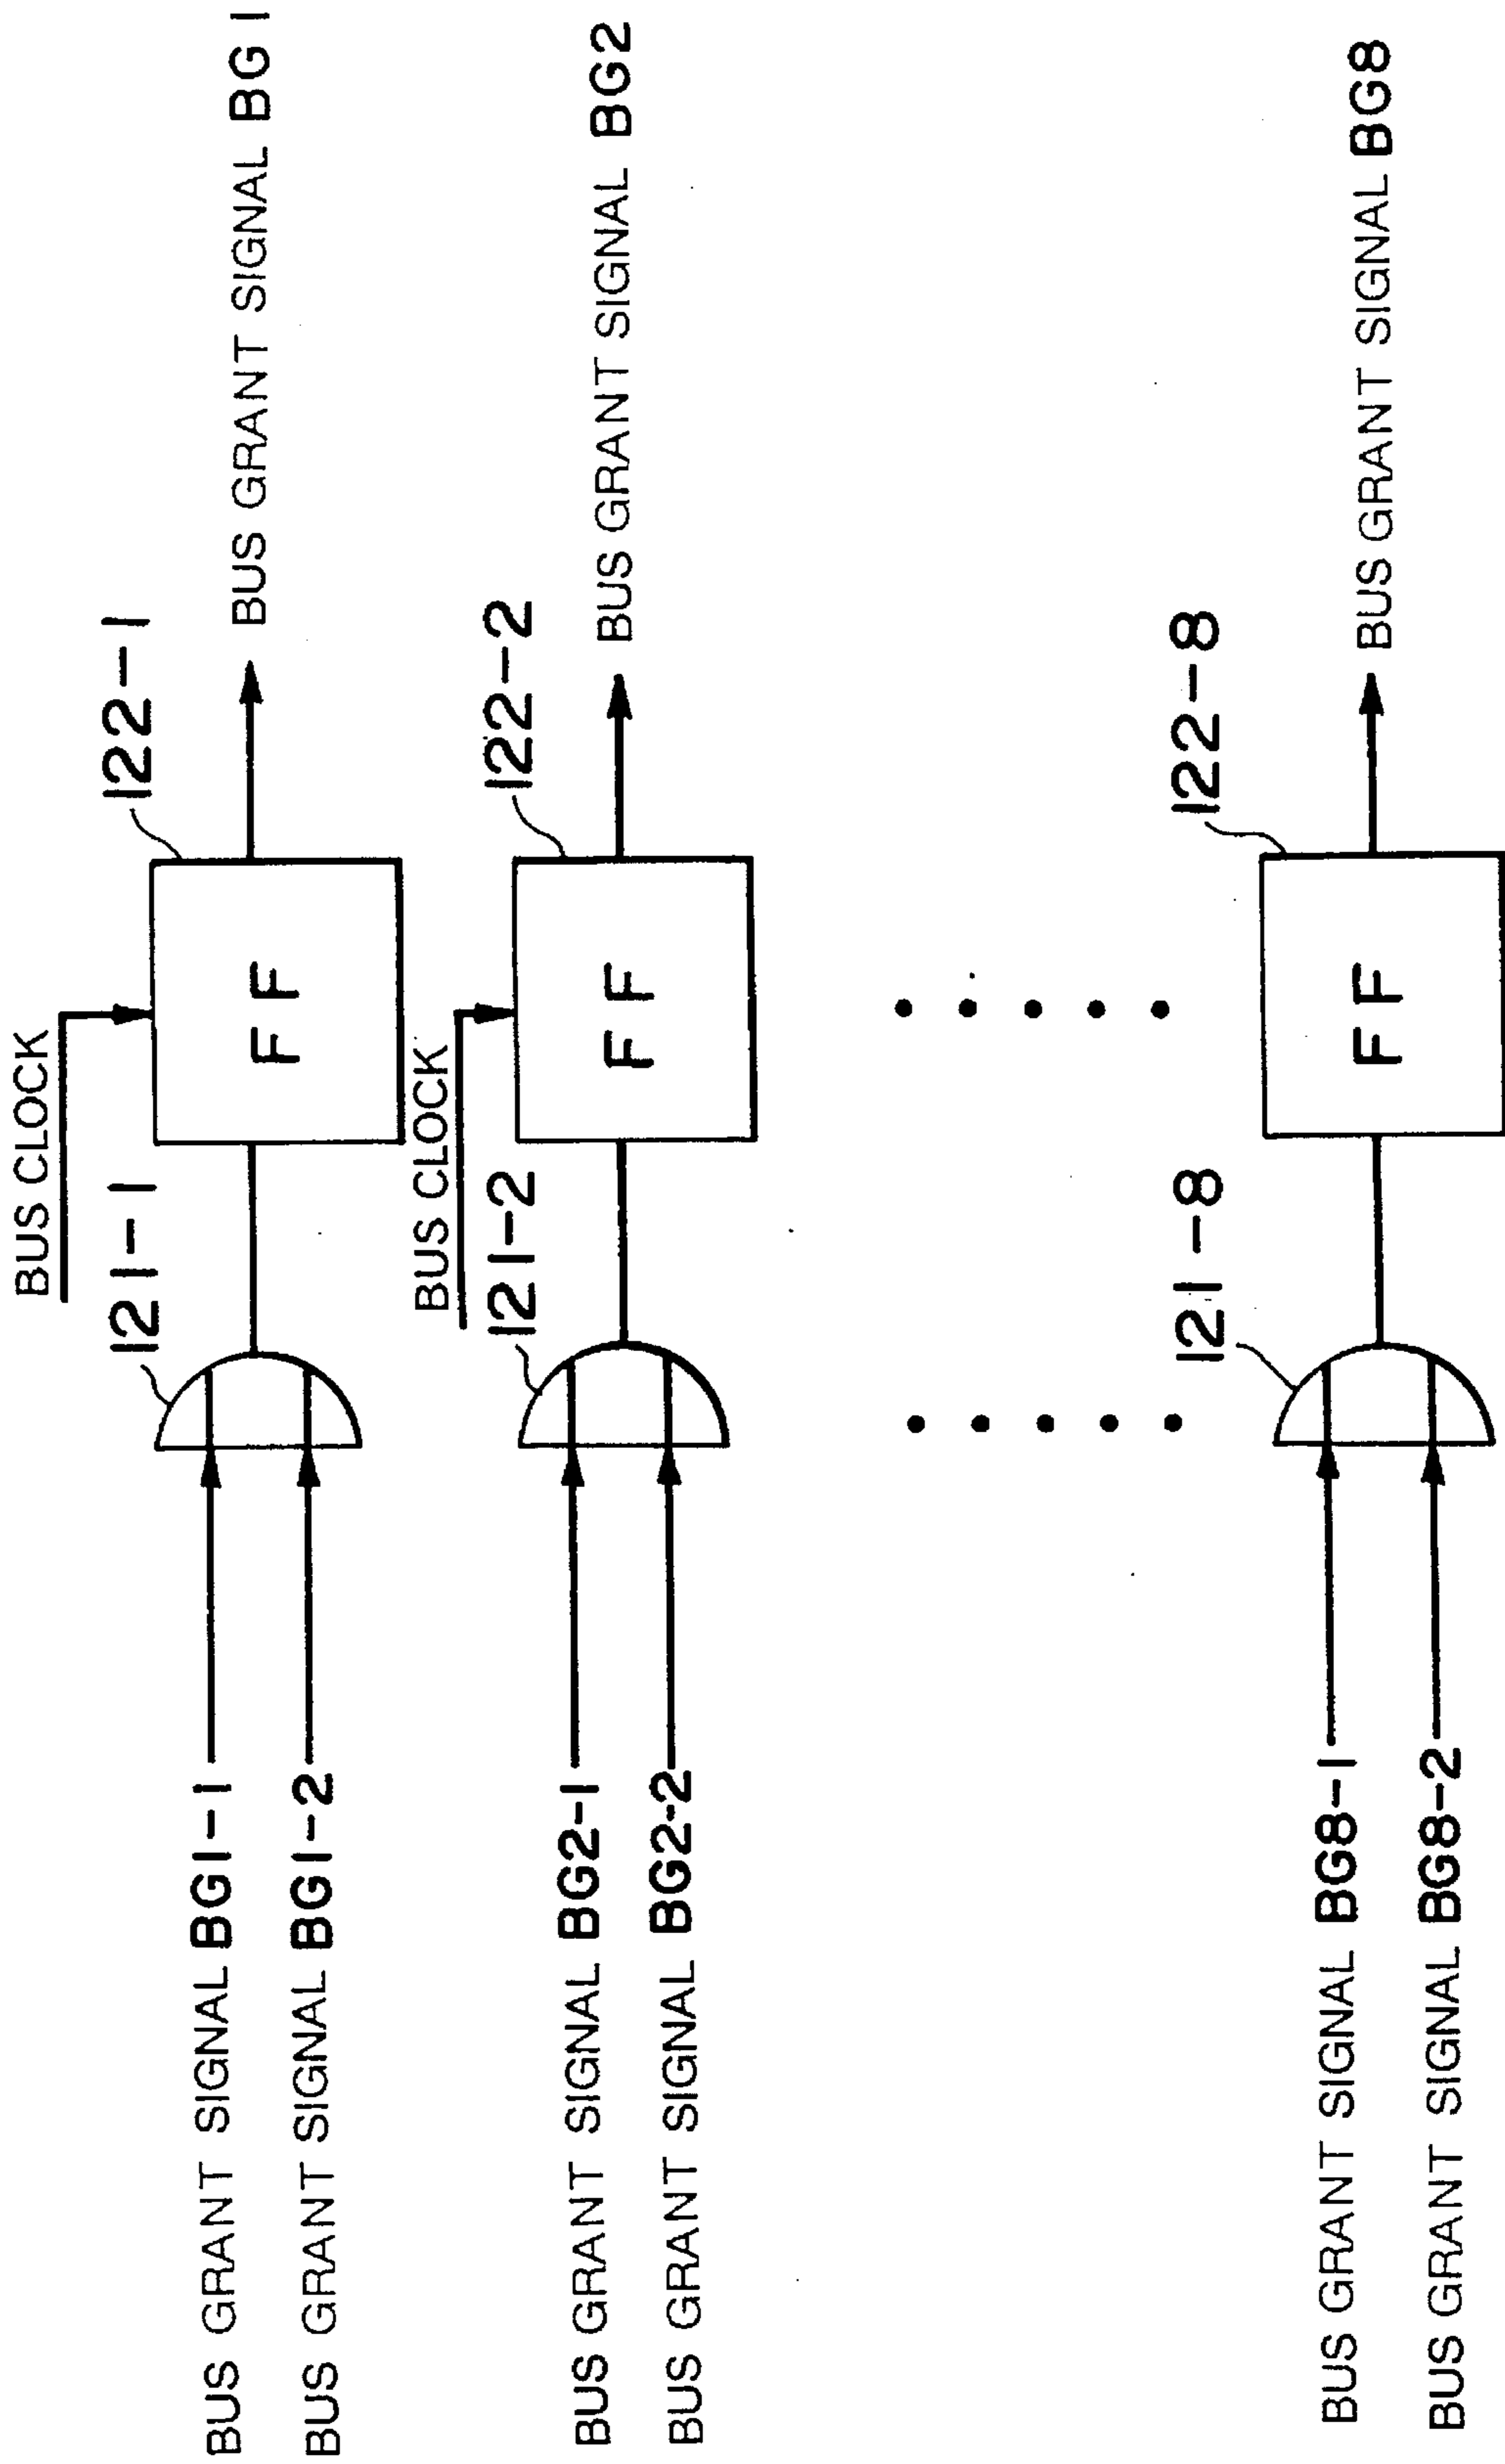 BUS CLOCK
121-1
122-1
BUS GRANT SIGNAL BG1-1
BUS GRANT SIGNAL BG1-2
FF
BUS GRANT SIGNAL BG1
BUS CLOCK
121-2
122-2
BUS GRANT SIGNAL BG2-1
BUS GRANT SIGNAL BG2-2
FF
BUS GRANT SIGNAL BG2
121-8
122-8
BUS GRANT SIGNAL BG8-1
BUS GRANT SIGNAL BG8-2
FF
BUS GRANT SIGNAL BG8